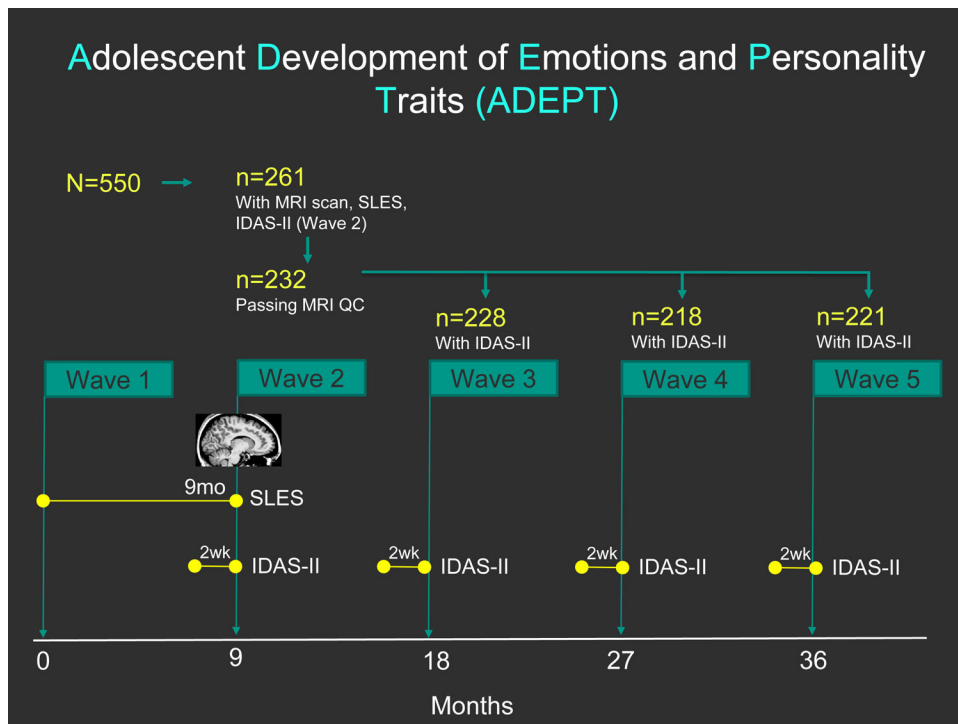 Adolescent Development of Emotions and Personality
Traits (ADEPT)
N=550
n=261
With MRI scan, SLES,
IDAS-II (Wave 2)
n=232
Passing MRI QC
n=228
With IDAS-II
n=218
With IDAS-II
n=221
With IDAS-II
Wave 1
Wave 2
Wave 3
Wave 4
Wave 5
9mo
SLES
2wk
IDAS-II
2wk
IDAS-II
2wk
IDAS-II
2wk
IDAS-II
0
9
18
27
36
Months